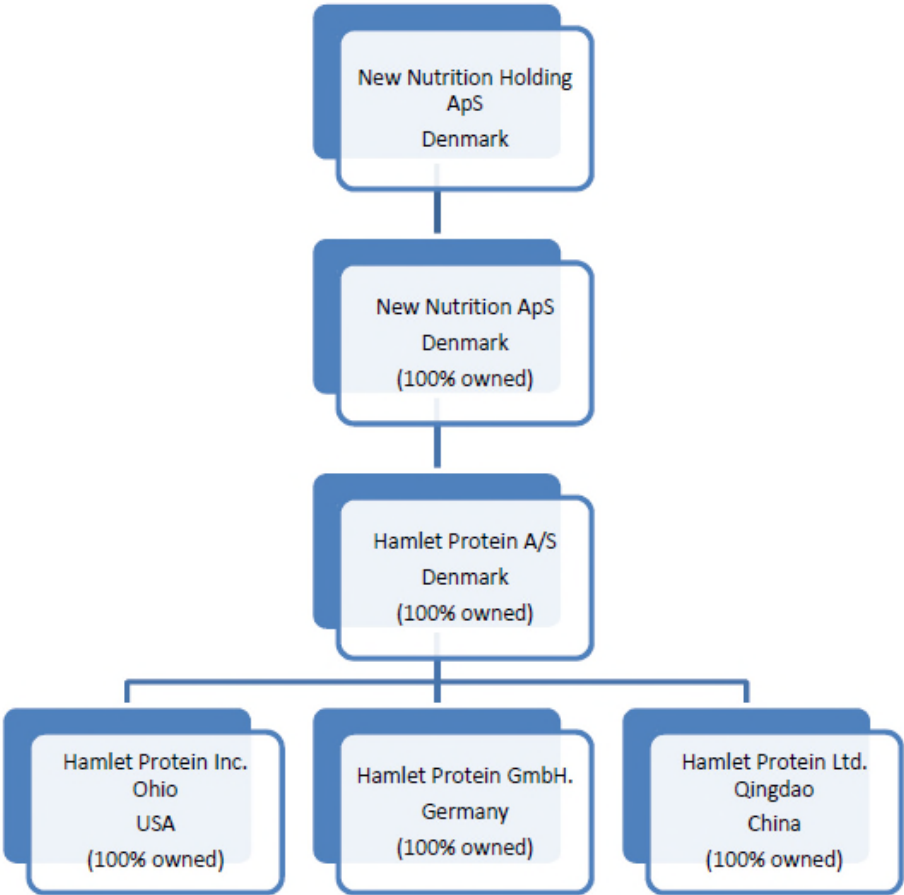 New Nutrition Holding
ApS
Denmark
New Nutrition ApS
Denmark
(100% owned)
Hamlet Protein A/S
Denmark
(100% owned)
Hamlet Protein Inc.
Ohio
USA
(100% owned)
Hamlet Protein GmbH.
Germany
(100% owned)
Hamlet Protein Ltd.
Qingdao
China
(100% owned)